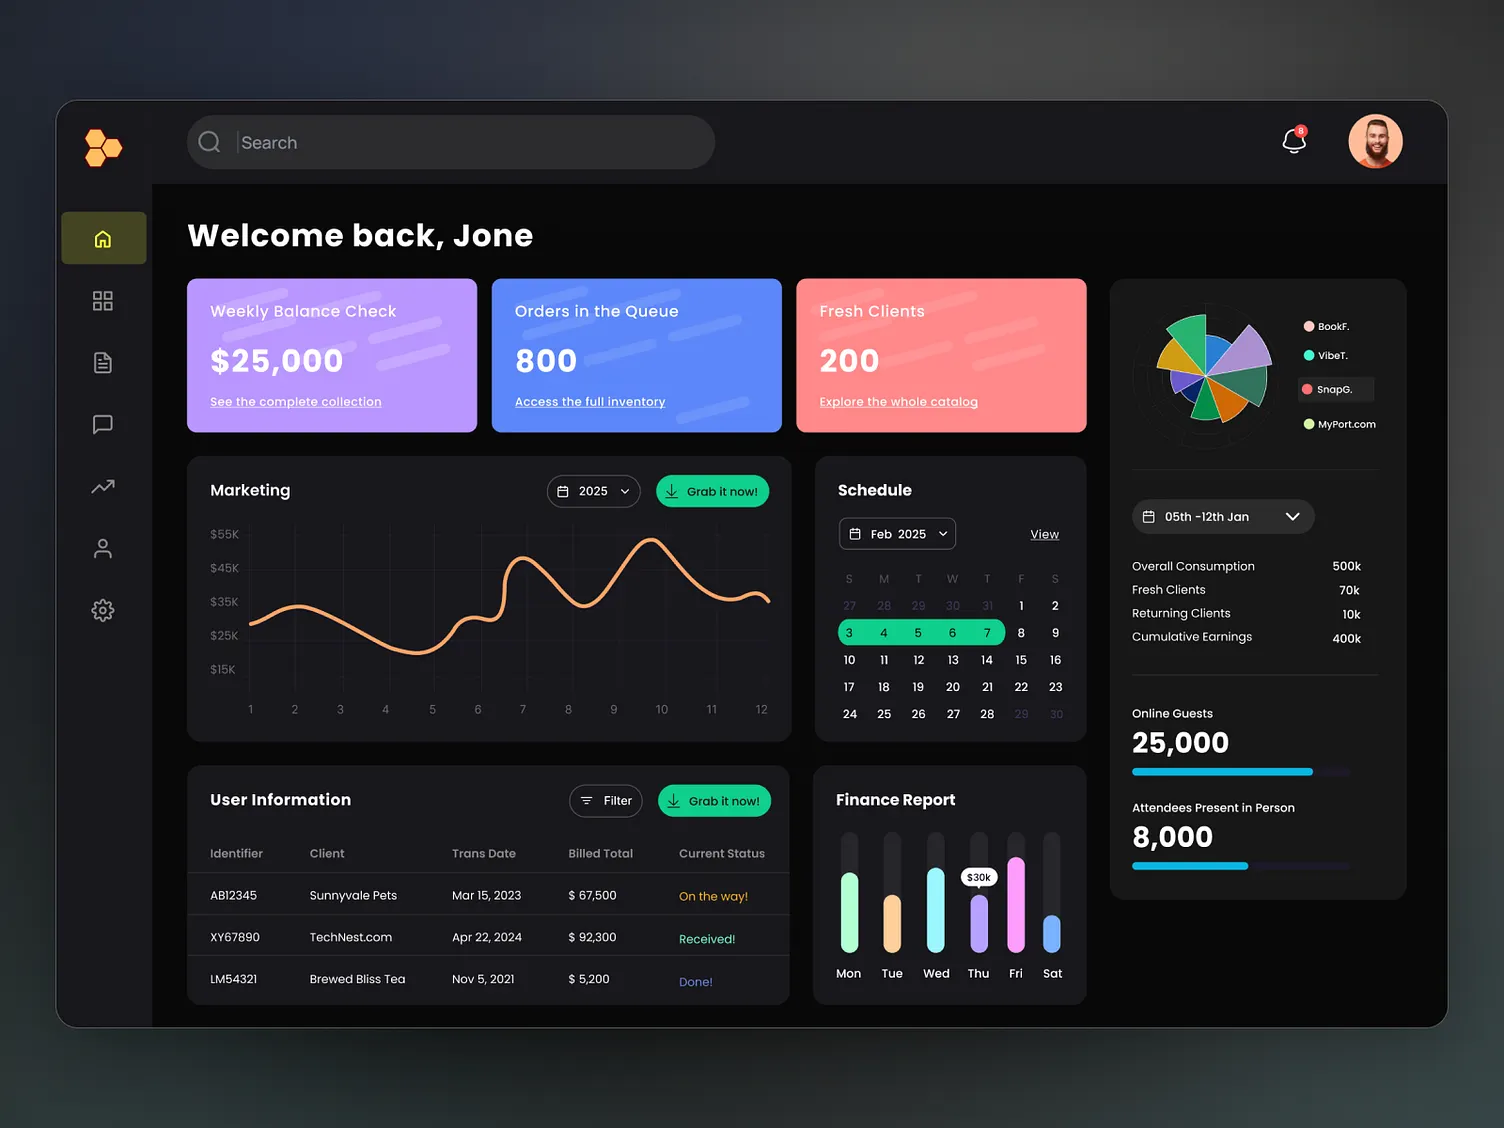 Search
8
Welcome back, Jone
Weekly Balance Check
$25,000
See the complete collection
Orders in the Queue
800
Access the full inventory
Fresh Clients
200
Explore the whole catalog
BookF.
VibeT.
SnapG.
MyPort.com
Marketing
2025
Grab it now!
$55K
$45K
$35K
$25K
$15K
1 2 3 4 5 6 7 8 9 10 11 12
Schedule
Feb 2025
View
S M T W T F S
27 28 29 30 31 1 2
3 4 5 6 7 8 9
10 11 12 13 14 15 16
17 18 19 20 21 22 23
24 25 26 27 28 29 30
05th -12th Jan
Overall Consumption 500k
Fresh Clients 70k
Returning Clients 10k
Cumulative Earnings 400k
Online Guests
25,000
Attendees Present in Person
8,000
User Information
Filter
Grab it now!
Identifier Client Trans Date Billed Total Current Status
AB12345 Sunnyvale Pets Mar 15, 2023 $ 67,500 On the way!
XY67890 TechNest.com Apr 22, 2024 $ 92,300 Received!
LM54321 Brewed Bliss Tea Nov 5, 2021 $ 5,200 Done!
Finance Report
$30k
Mon Tue Wed Thu Fri Sat